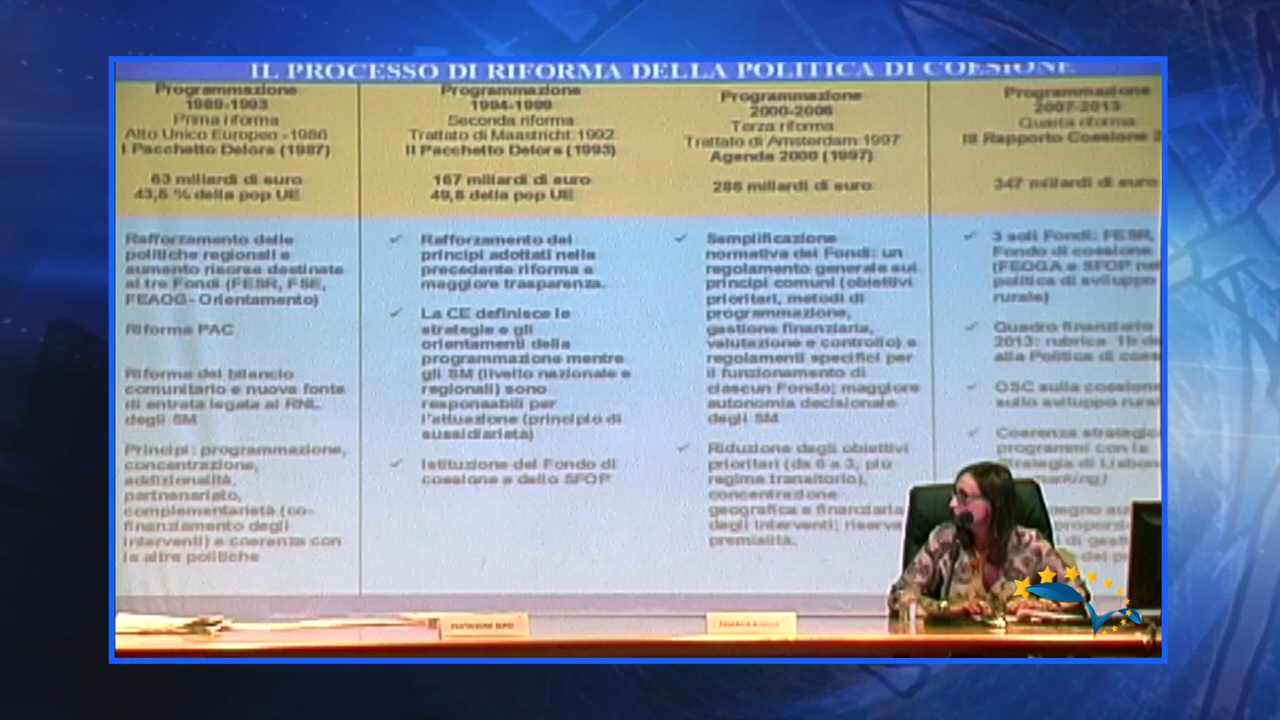 IL PROCESSO DI RIFORMA DELLA POLITICA DI COESIONE
Programmazione
1989-1993
Prima riforma
Atto Unico Europeo -1986
I Pacchetto Delors (1987)
63 miliardi di euro
43,5 % della pop UE
Rafforzamento delle
politiche regionali e
aumento risorse destinate
ai tre Fondi (FESR, FSE,
FEAOG- Orientamento)
Riforma PAC
Riforma del bilancio
comunitario e nuova fonte
di entrata legata al RNL
degli SM
Principi: programmazione,
concentrazione,
addizionalità,
partenariato,
complementarietà (co-
finanziamento degli
interventi) e coerenza con
le altre politiche
Programmazione
1994-1999
Seconda riforma
Trattato di Maastricht 1992
II Pacchetto Delors (1993)
167 miliardi di euro
49,8 della pop UE
✓ Rafforzamento dei
principi adottati nella
precedente riforma e
maggiore trasparenza.
✓ La CE definisce le
strategie e gli
orientamenti della
programmazione mentre
gli SM (livello nazionale e
regionali) sono
responsabili per
l'attuazione (principio di
sussidiarietà)
✓ Istituzione del Fondo di
coesione e dello SFOP
Programmazione
2000-2006
Terza riforma
Trattato di Amsterdam 1997
Agenda 2000 (1997)
286 miliardi di euro
✓ Semplificazione
normativa dei Fondi: un
regolamento generale sui
principi comuni (obiettivi
prioritari, metodi di
programmazione,
gestione finanziaria,
valutazione e controllo) e
regolamenti specifici per
il funzionamento di
ciascun Fondo; maggiore
autonomia decisionale
degli SM
✓ Riduzione degli obiettivi
prioritari (da 6 a 3, più
regime transitorio),
concentrazione
geografica e finanziaria
degli interventi; riserva
premialità.
Programmazione
2007-2013
Quarta riforma
III Rapporto Coesione
347 miliardi di euro
✓ 3 soli Fondi: FESR,
Fondo di coesione
(FEOGA e SFOP
politica di sviluppo
rurale)
✓ Quadro finanziario
2013: rubrica 1b
alla Politica di
✓ OSC sulla coesione
sullo sviluppo
✓ Coerenza
programmi con la